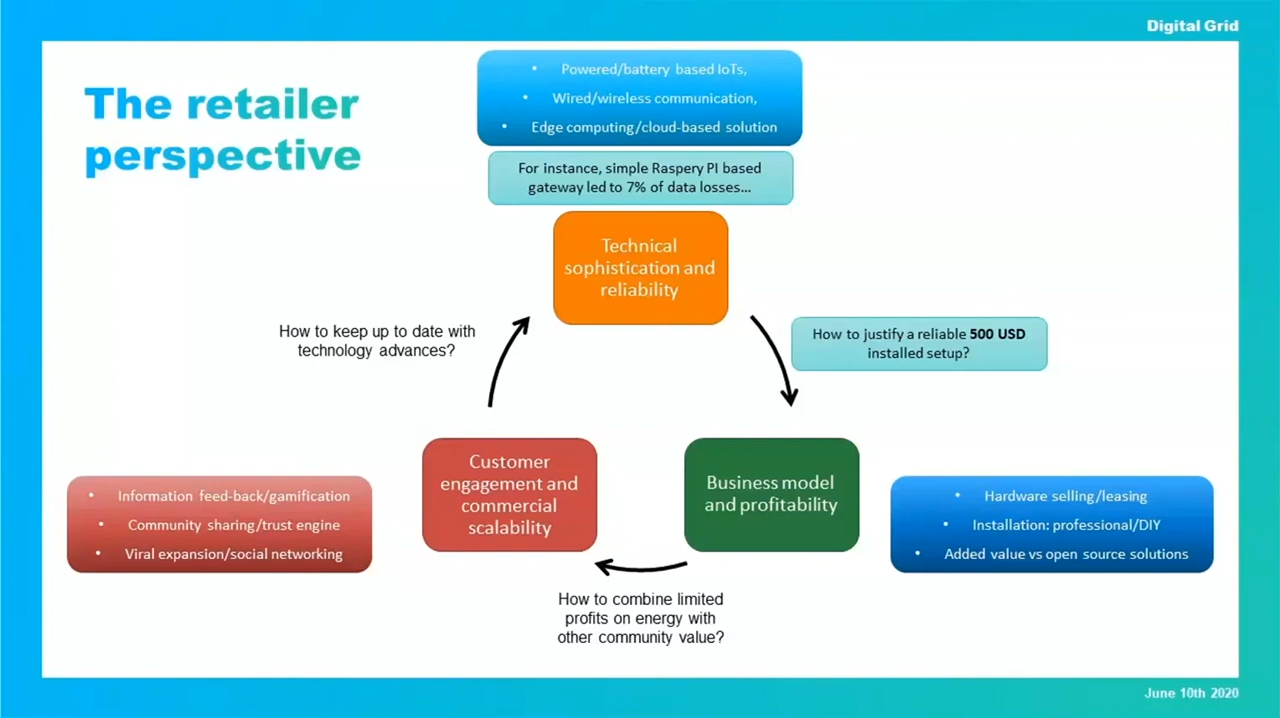 Digital Grid
The retailer
perspective
• Powered/battery based IoTs,
• Wired/wireless communication,
• Edge computing/cloud-based solution
For instance, simple Raspery PI based
gateway led to 7% of data losses...
Technical
sophistication and
reliability
How to keep up to date with
technology advances?
How to justify a reliable 500 USD
installed setup?
Customer
engagement and
commercial
scalability
Business model
and profitability
• Information feed-back/gamification
• Community sharing/trust engine
• Viral expansion/social networking
• Hardware selling/leasing
• Installation: professional/DIY
• Added value vs open source solutions
How to combine limited
profits on energy with
other community value?
June 10th 2020